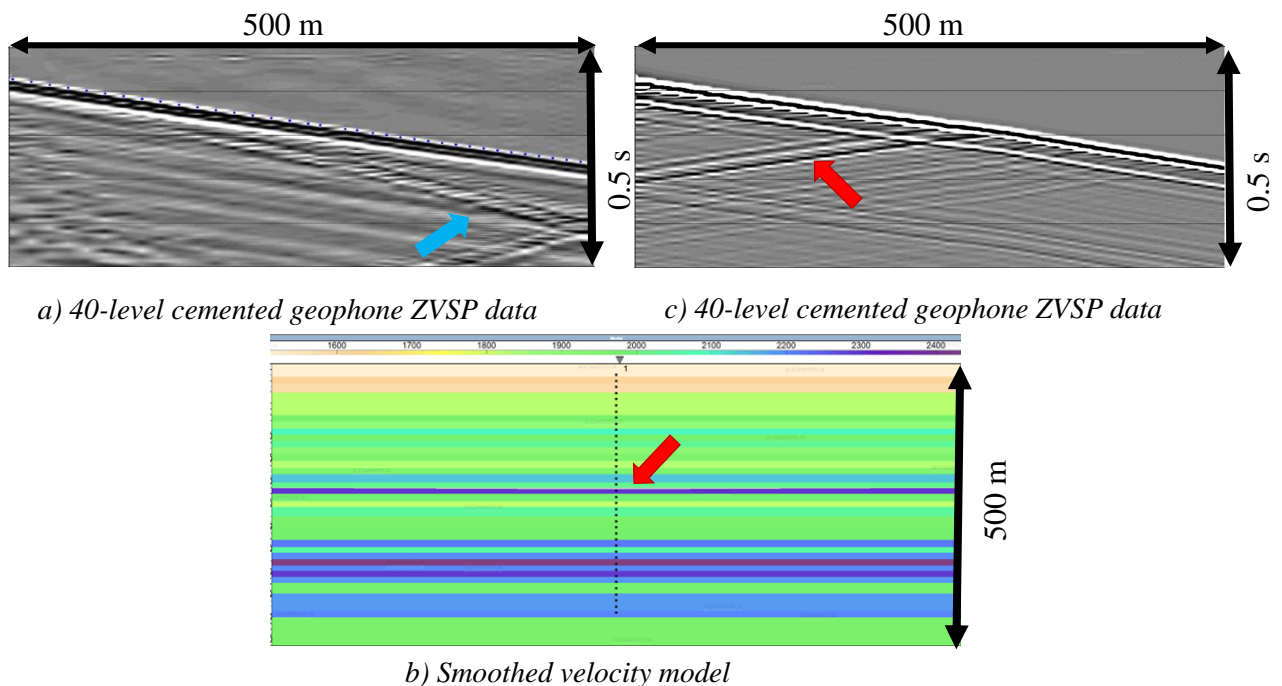 500 m
500 m
0.5 s
0.5 s
a) 40-level cemented geophone ZVSP data
c) 40-level cemented geophone ZVSP data
1600 1700 1800 1900 2000 2100 2200 2300 2400
1
500 m
b) Smoothed velocity model